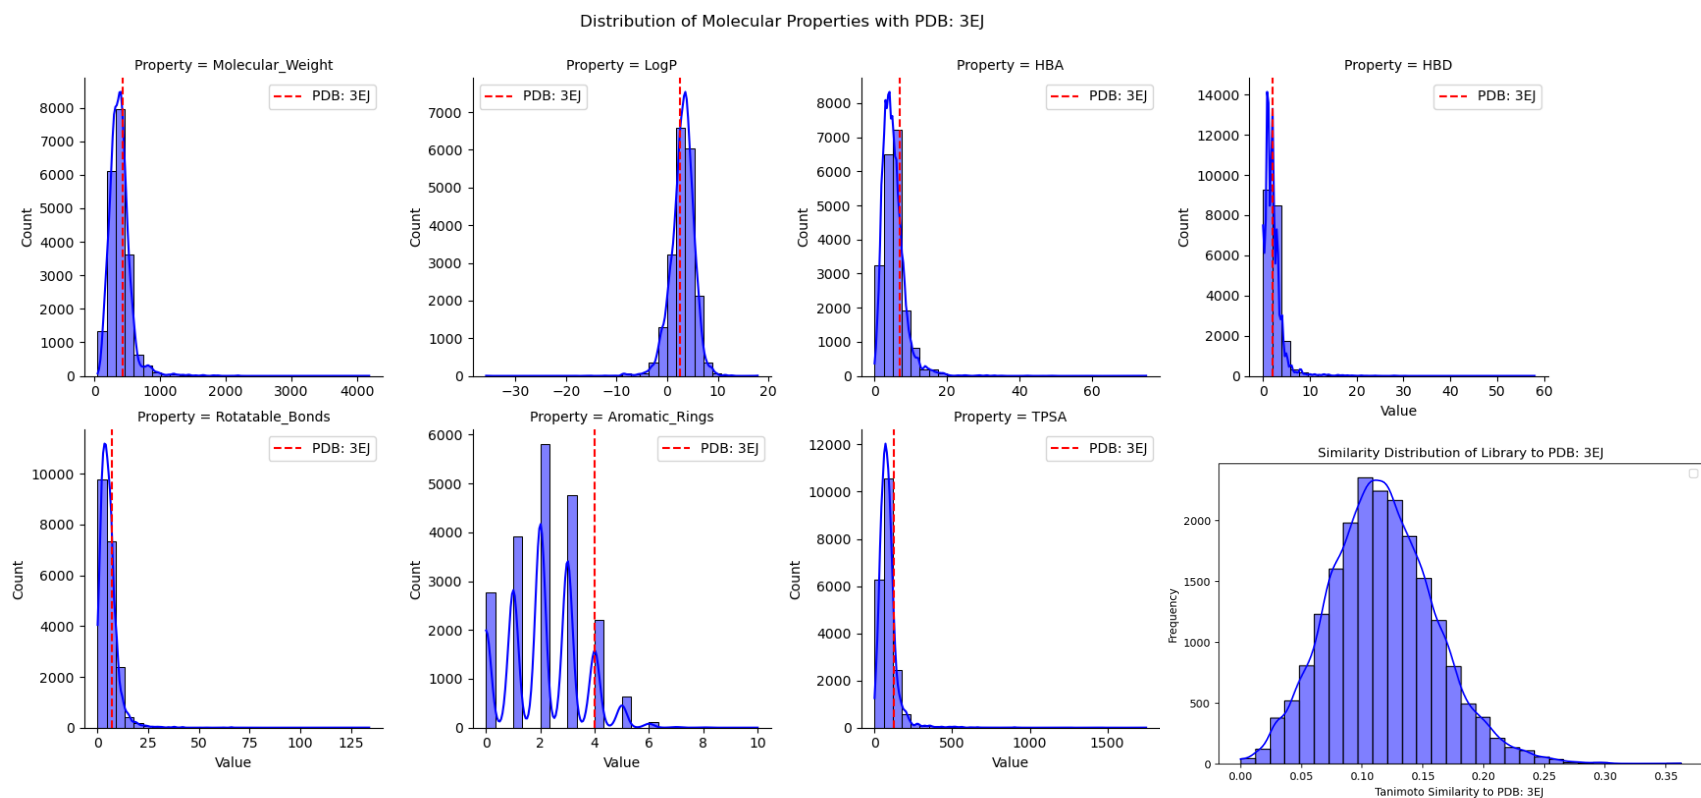 Distribution of Molecular Properties with PDB: 3EJ
Property = Molecular_Weight
PDB: 3EJ
Count
8000
7000
6000
5000
4000
3000
2000
1000
0
0 1000 2000 3000 4000
Property = LogP
PDB: 3EJ
Count
7000
6000
5000
4000
3000
2000
1000
0
−30 −20 −10 0 10 20
Property = HBA
PDB: 3EJ
Count
8000
7000
6000
5000
4000
3000
2000
1000
0
0 20 40 60
Property = HBD
PDB: 3EJ
Count
14000
12000
10000
8000
6000
4000
2000
0
0 10 20 30 40 50 60
Value
Property = Rotatable_Bonds
PDB: 3EJ
Count
10000
8000
6000
4000
2000
0
0 25 50 75 100 125
Value
Property = Aromatic_Rings
PDB: 3EJ
Count
6000
5000
4000
3000
2000
1000
0
0 2 4 6 8 10
Value
Property = TPSA
PDB: 3EJ
Count
12000
10000
8000
6000
4000
2000
0
0 500 1000 1500
Value
Similarity Distribution of Library to PDB: 3EJ
Frequency
2000
1500
1000
500
0
0.00 0.05 0.10 0.15 0.20 0.25 0.30 0.35
Tanimoto Similarity to PDB: 3EJ